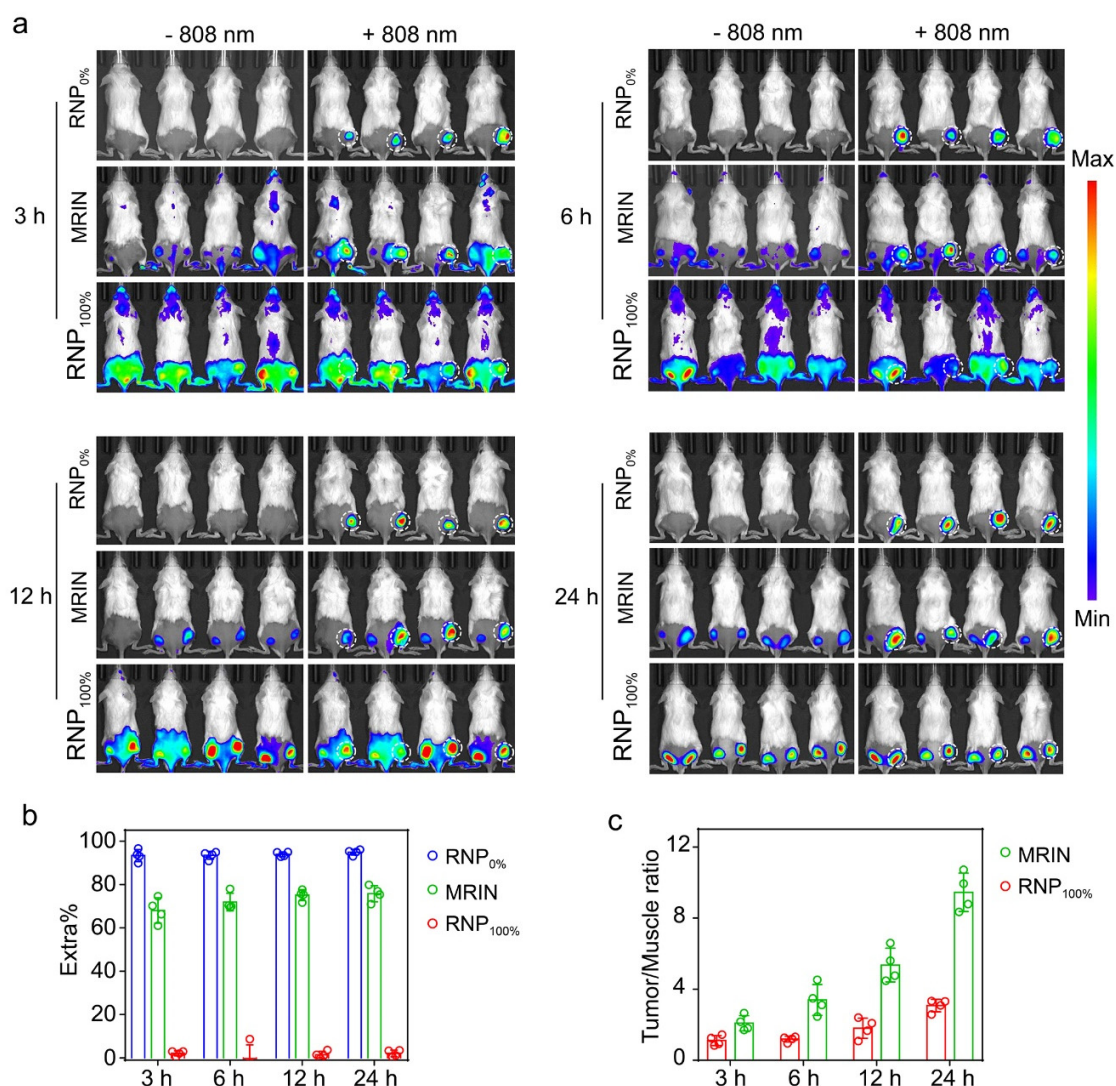 a
- 808 nm + 808 nm
3 h
RNP0%
MRIN
RNP100%
- 808 nm + 808 nm
6 h
RNP0%
MRIN
RNP100%
Max
Min
12 h
RNP0%
MRIN
RNP100%
24 h
RNP0%
MRIN
RNP100%
b
Extra%
100
80
60
40
20
0
3 h 6 h 12 h 24 h
RNP0%
MRIN
RNP100%
c
Tumor/Muscle ratio
12
8
4
0
3 h 6 h 12 h 24 h
MRIN
RNP100%